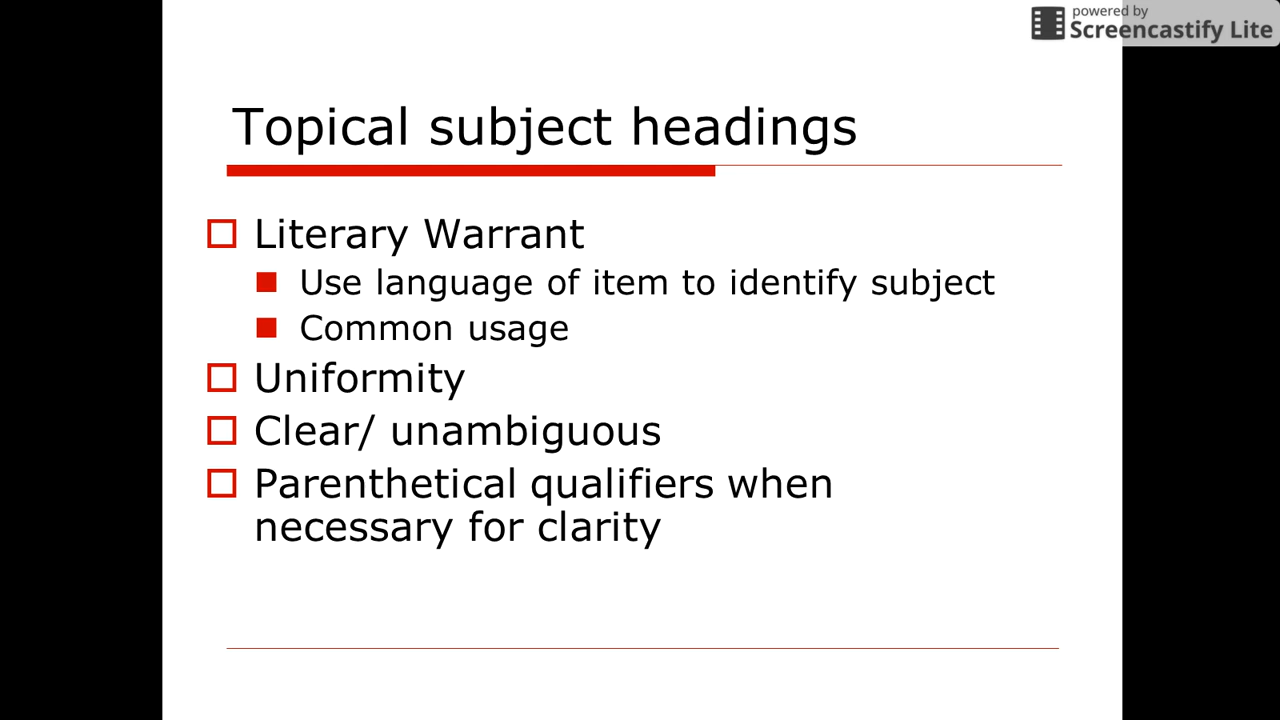 powered by
Screencastify Lite
Topical subject headings
Literary Warrant
Use language of item to identify subject
Common usage
Uniformity
Clear/ unambiguous
Parenthetical qualifiers when
necessary for clarity